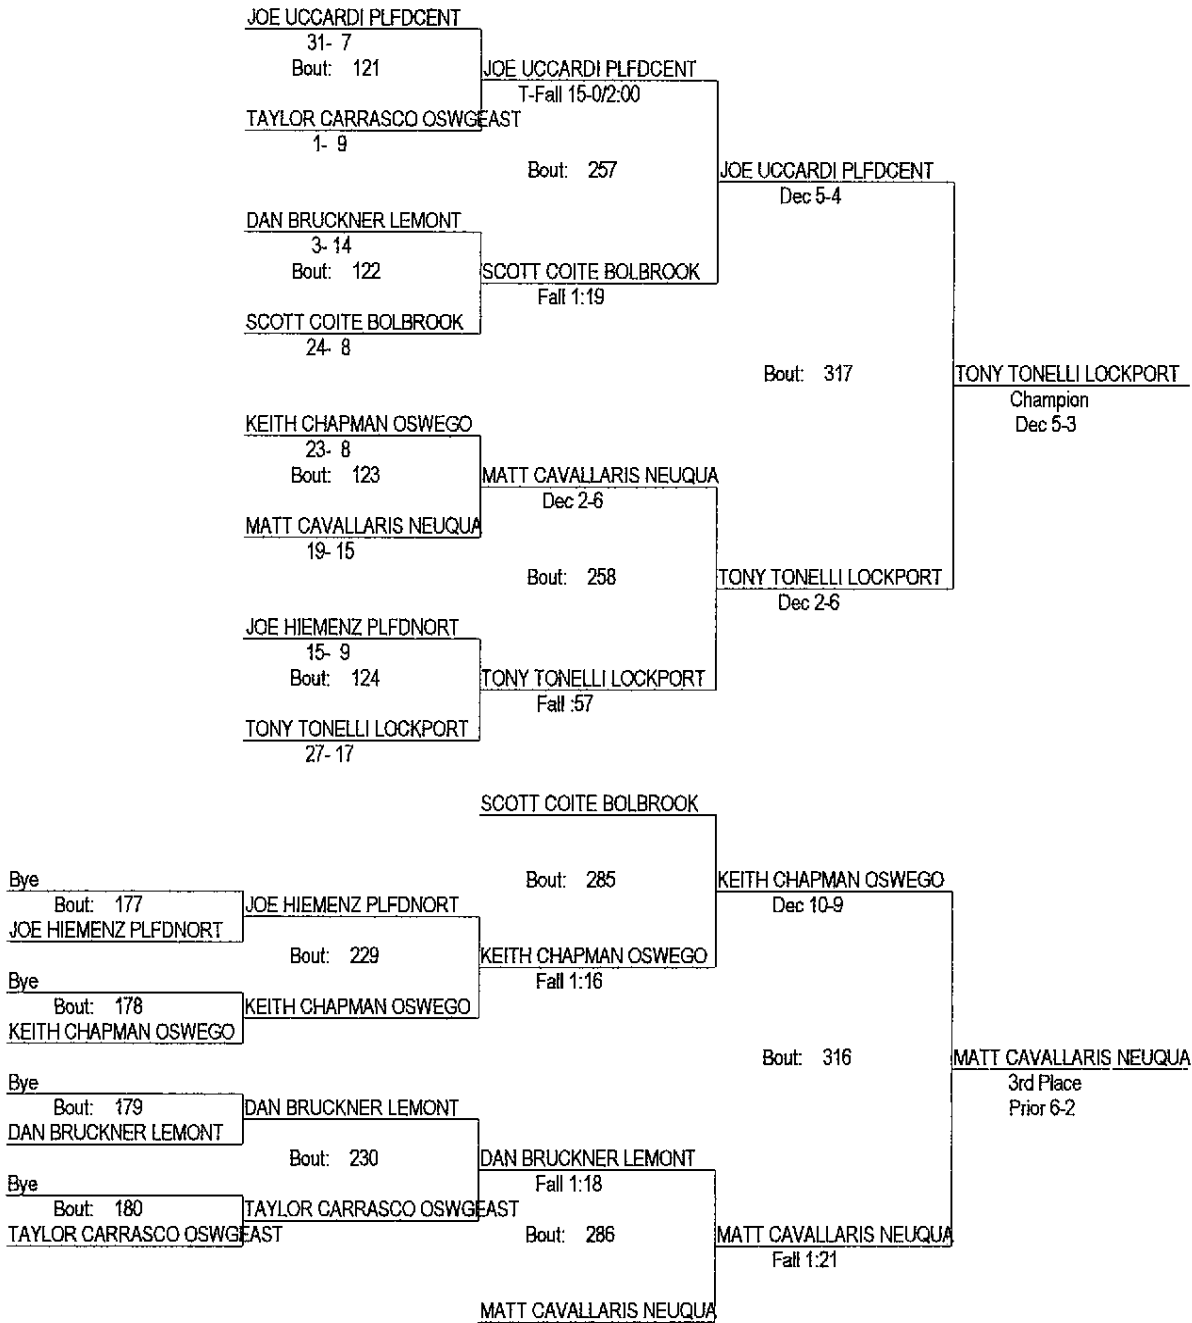 JOE UCCARDI PLFDCENT
31- 7
Bout: 121
JOE UCCARDI PLFDCENT
T-Fall 15-0/2:00
TAYLOR CARRASCO OSWGEAST
1- 9
Bout: 257
JOE UCCARDI PLFDCENT
Dec 5-4
DAN BRUCKNER LEMONT
3- 14
Bout: 122
SCOTT COITE BOLBROOK
Fall 1:19
SCOTT COITE BOLBROOK
24- 8
Bout: 317
TONY TONELLI LOCKPORT
Champion
Dec 5-3
KEITH CHAPMAN OSWEGO
23- 8
Bout: 123
MATT CAVALLARIS NEUQUA
Dec 2-6
MATT CAVALLARIS NEUQUA
19- 15
Bout: 258
TONY TONELLI LOCKPORT
Dec 2-6
JOE HIEMENZ PLFDNORT
15- 9
Bout: 124
TONY TONELLI LOCKPORT
Fall :57
TONY TONELLI LOCKPORT
27- 17
SCOTT COITE BOLBROOK
Bout: 285
KEITH CHAPMAN OSWEGO
Dec 10-9
Bye
Bout: 177
JOE HIEMENZ PLFDNORT
JOE HIEMENZ PLFDNORT
Bout: 229
KEITH CHAPMAN OSWEGO
Fall 1:16
Bye
Bout: 178
KEITH CHAPMAN OSWEGO
KEITH CHAPMAN OSWEGO
Bout: 316
MATT CAVALLARIS NEUQUA
3rd Place
Prior 6-2
Bye
Bout: 179
DAN BRUCKNER LEMONT
DAN BRUCKNER LEMONT
Bout: 230
DAN BRUCKNER LEMONT
Fall 1:18
Bye
Bout: 180
TAYLOR CARRASCO OSWGEAST
TAYLOR CARRASCO OSWGEAST
Bout: 286
MATT CAVALLARIS NEUQUA
Fall 1:21
MATT CAVALLARIS NEUQUA